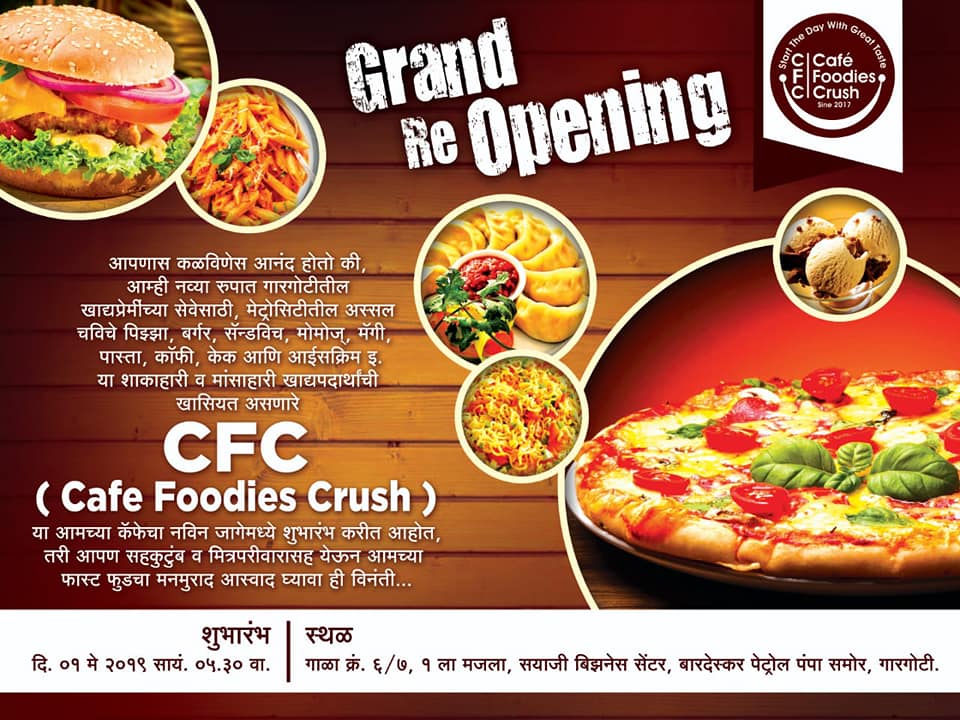 Grand
Re Opening
Start The Day With Great Taste
CFC
Café
Foodies
Crush
Sine 2017
आपणास कळविणेस आनंद होतो की,
आम्ही नव्या रुपात गारगोटीतील
खाद्यप्रेमींच्या सेवेसाठी, मेट्रोसिटीतील अस्सल
चविचे पिझ्झा, बर्गर, सॅन्डविच, मोमोज्, मॅगी,
पास्ता, कॉफी, केक आणि आईसक्रिम इ.
या शाकाहारी व मांसाहारी खाद्यपदार्थांची
खासियत असणारे
CFC
( Cafe Foodies Crush )
या आमच्या कॅफेचा नविन जागेमध्ये शुभारंभ करीत आहोत,
तरी आपण सहकुटुंब व मित्रपरीवारासह येऊन आमच्या
फास्ट फुडचा मनमुराद आस्वाद घ्यावा ही विनंती...
शुभारंभ
दि. ०१ मे २०१९ सायं. ०५.३० वा.
स्थळ
गाळा क्रं. ६/७, १ ला मजला, सयाजी बिझनेस सेंटर, बारदेस्कर पेट्रोल पंपा समोर, गारगोटी.